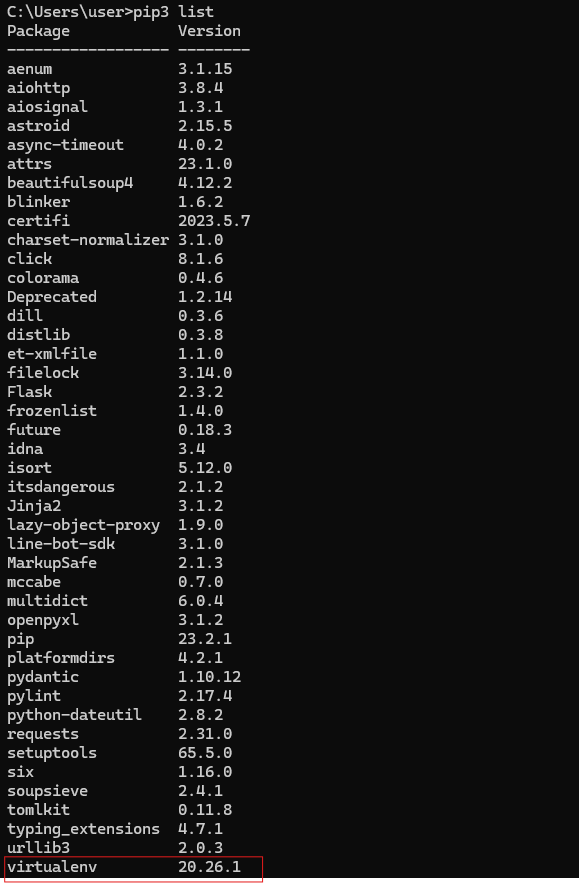 C:\Users\user>pip3 list
Package            Version
------------------ --------
aenum              3.1.15
aiohttp            3.8.4
aiosignal          1.3.1
astroid            2.15.5
async-timeout      4.0.2
attrs              23.1.0
beautifulsoup4     4.12.2
blinker            1.6.2
certifi            2023.5.7
charset-normalizer 3.1.0
click              8.1.6
colorama           0.4.6
Deprecated         1.2.14
dill               0.3.6
distlib            0.3.8
et-xmlfile         1.1.0
filelock           3.14.0
Flask              2.3.2
frozenlist         1.4.0
future             0.18.3
idna               3.4
isort              5.12.0
itsdangerous       2.1.2
Jinja2             3.1.2
lazy-object-proxy  1.9.0
line-bot-sdk       3.1.0
MarkupSafe         2.1.3
mccabe             0.7.0
multidict          6.0.4
openpyxl           3.1.2
pip                23.2.1
platformdirs       4.2.1
pydantic           1.10.12
pylint             2.17.4
python-dateutil    2.8.2
requests           2.31.0
setuptools         65.5.0
six                1.16.0
soupsieve          2.4.1
tomlkit            0.11.8
typing_extensions  4.7.1
urllib3            2.0.3
virtualenv         20.26.1